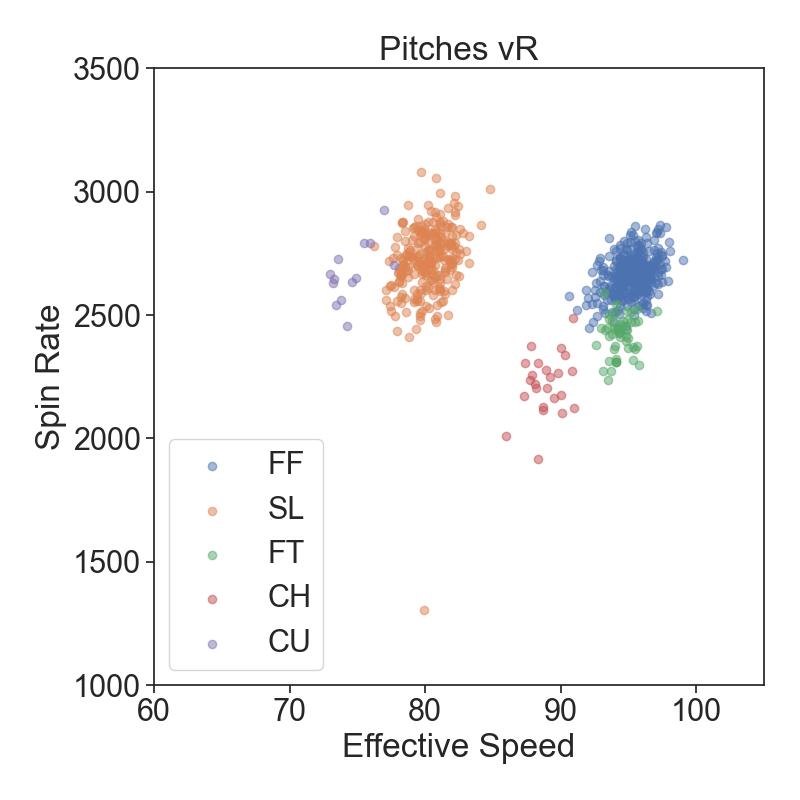 Pitches vR
3500
3000
2500
2000
1500
1000
Spin Rate
FF
SL
FT
CH
CU
60 70 80 90 100
Effective Speed